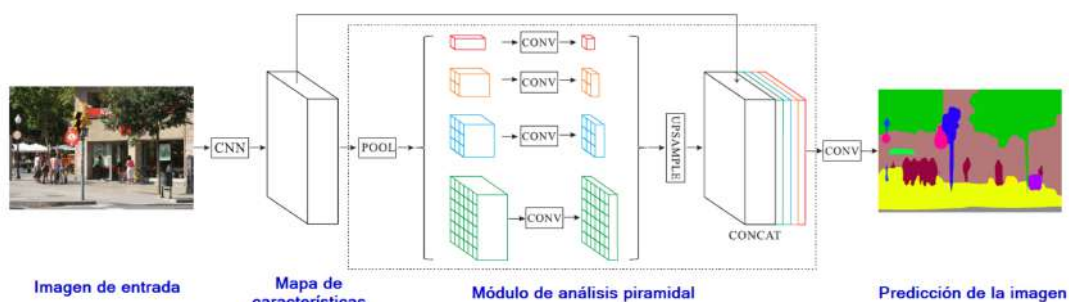 CNN
POOL
CONV
CONV
CONV
CONV
UPSAMPLE
CONCAT
CONV
Imagen de entrada
Mapa de
características
Módulo de análisis piramidal
Predicción de la imagen